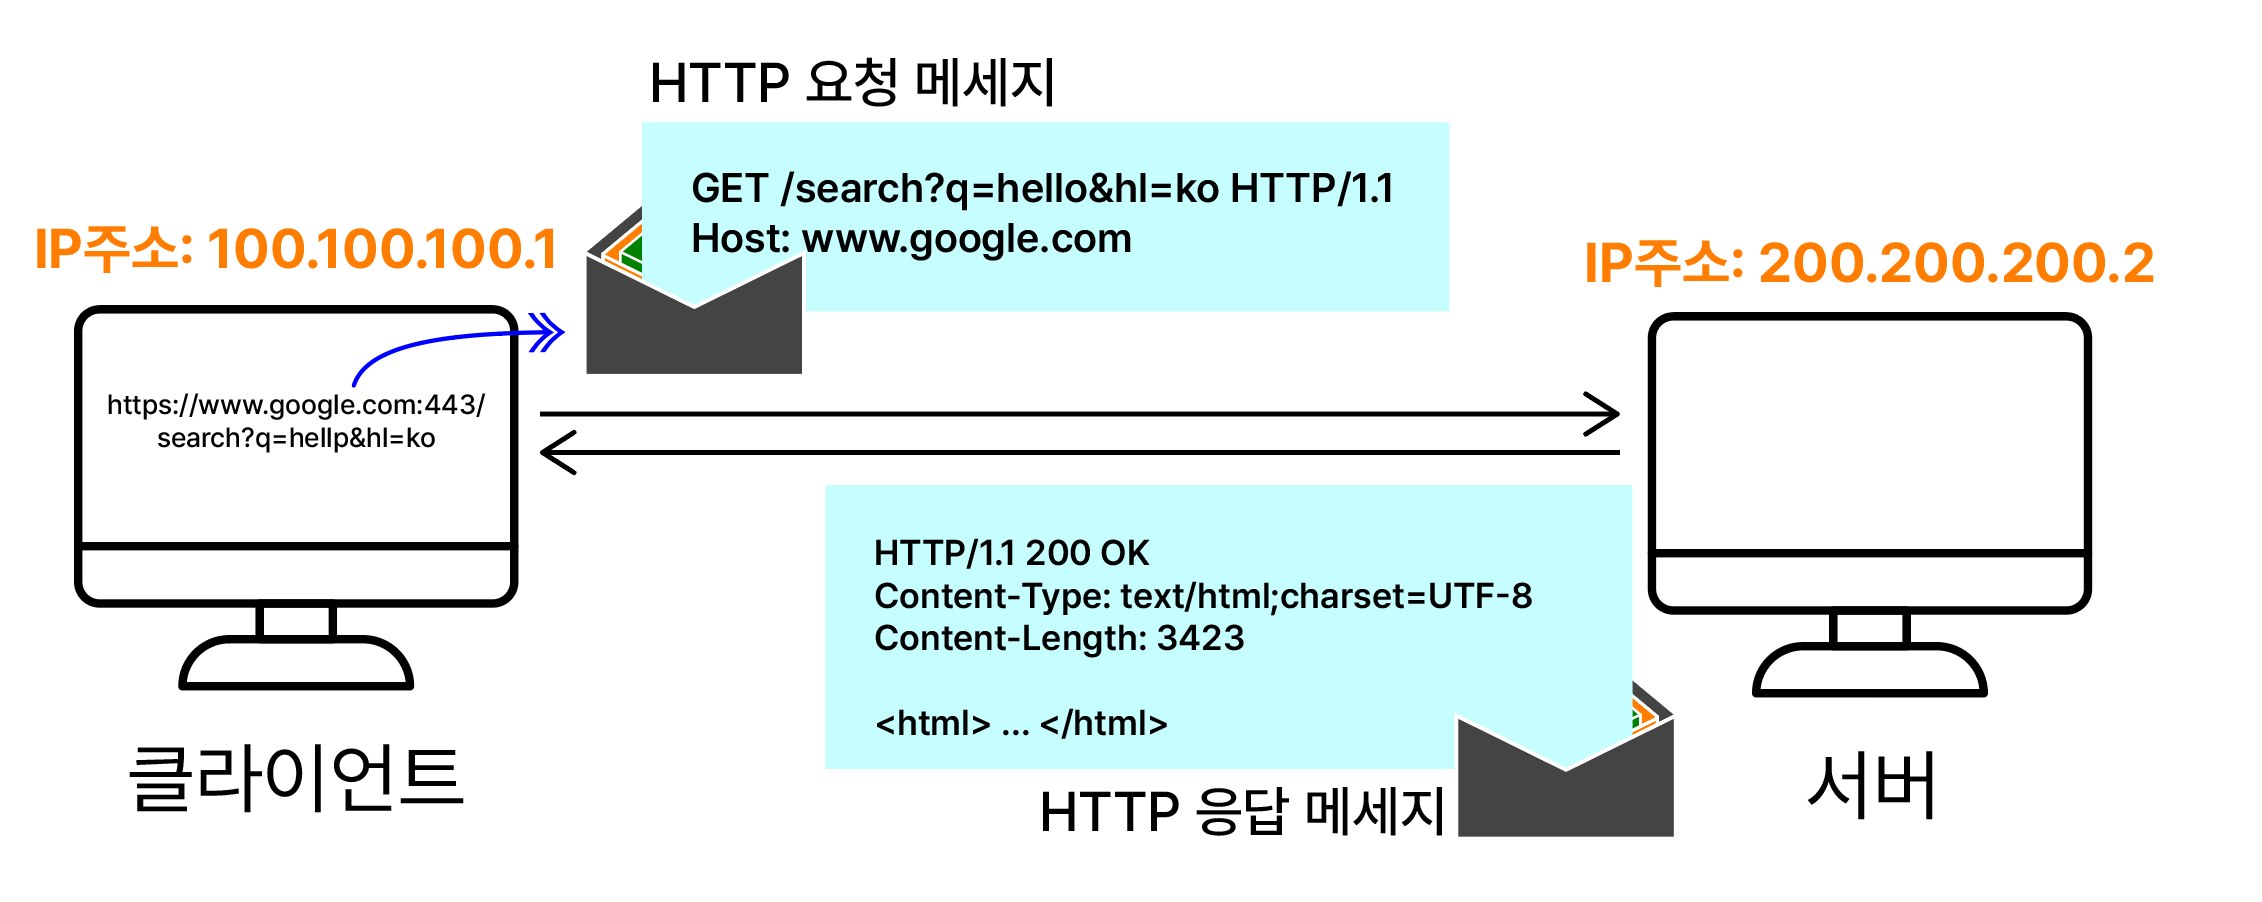 HTTP 요청 메세지
GET /search?q=hello&hl=ko HTTP/1.1
Host: www.google.com
IP주소: 100.100.100.1
IP주소: 200.200.200.2
https://www.google.com:443/
search?q=hellp&hl=ko
HTTP/1.1 200 OK
Content-Type: text/html;charset=UTF-8
Content-Length: 3423
<html> ... </html>
클라이언트
서버
HTTP 응답 메세지